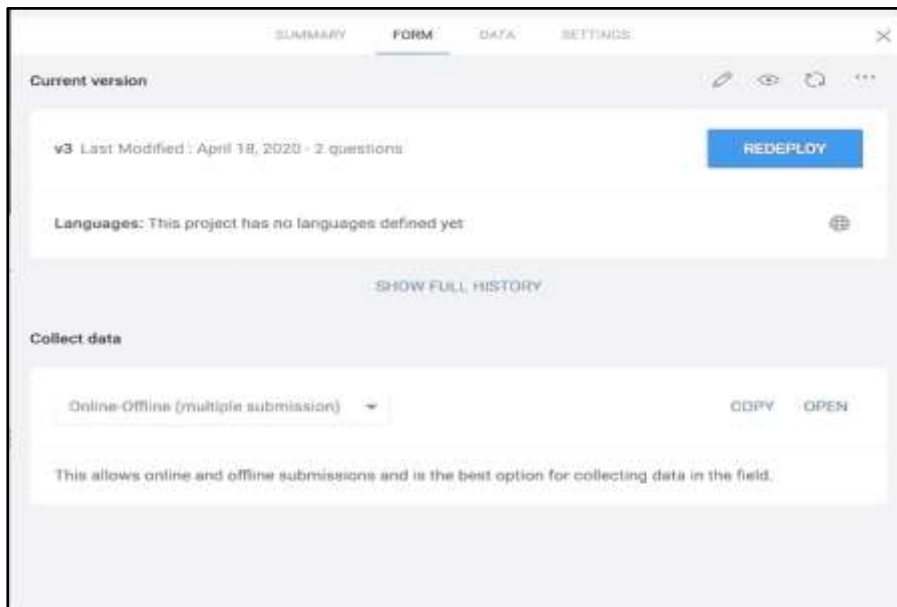 SUMMARY FORM DATA SETTINGS
Current version
v3 Last Modified : April 18, 2020 - 2 questions REDEPLOY
Languages: This project has no languages defined yet
SHOW FULL HISTORY
Collect data
Online-Offline (multiple submission) COPY OPEN
This allows online and offline submissions and is the best option for collecting data in the field.